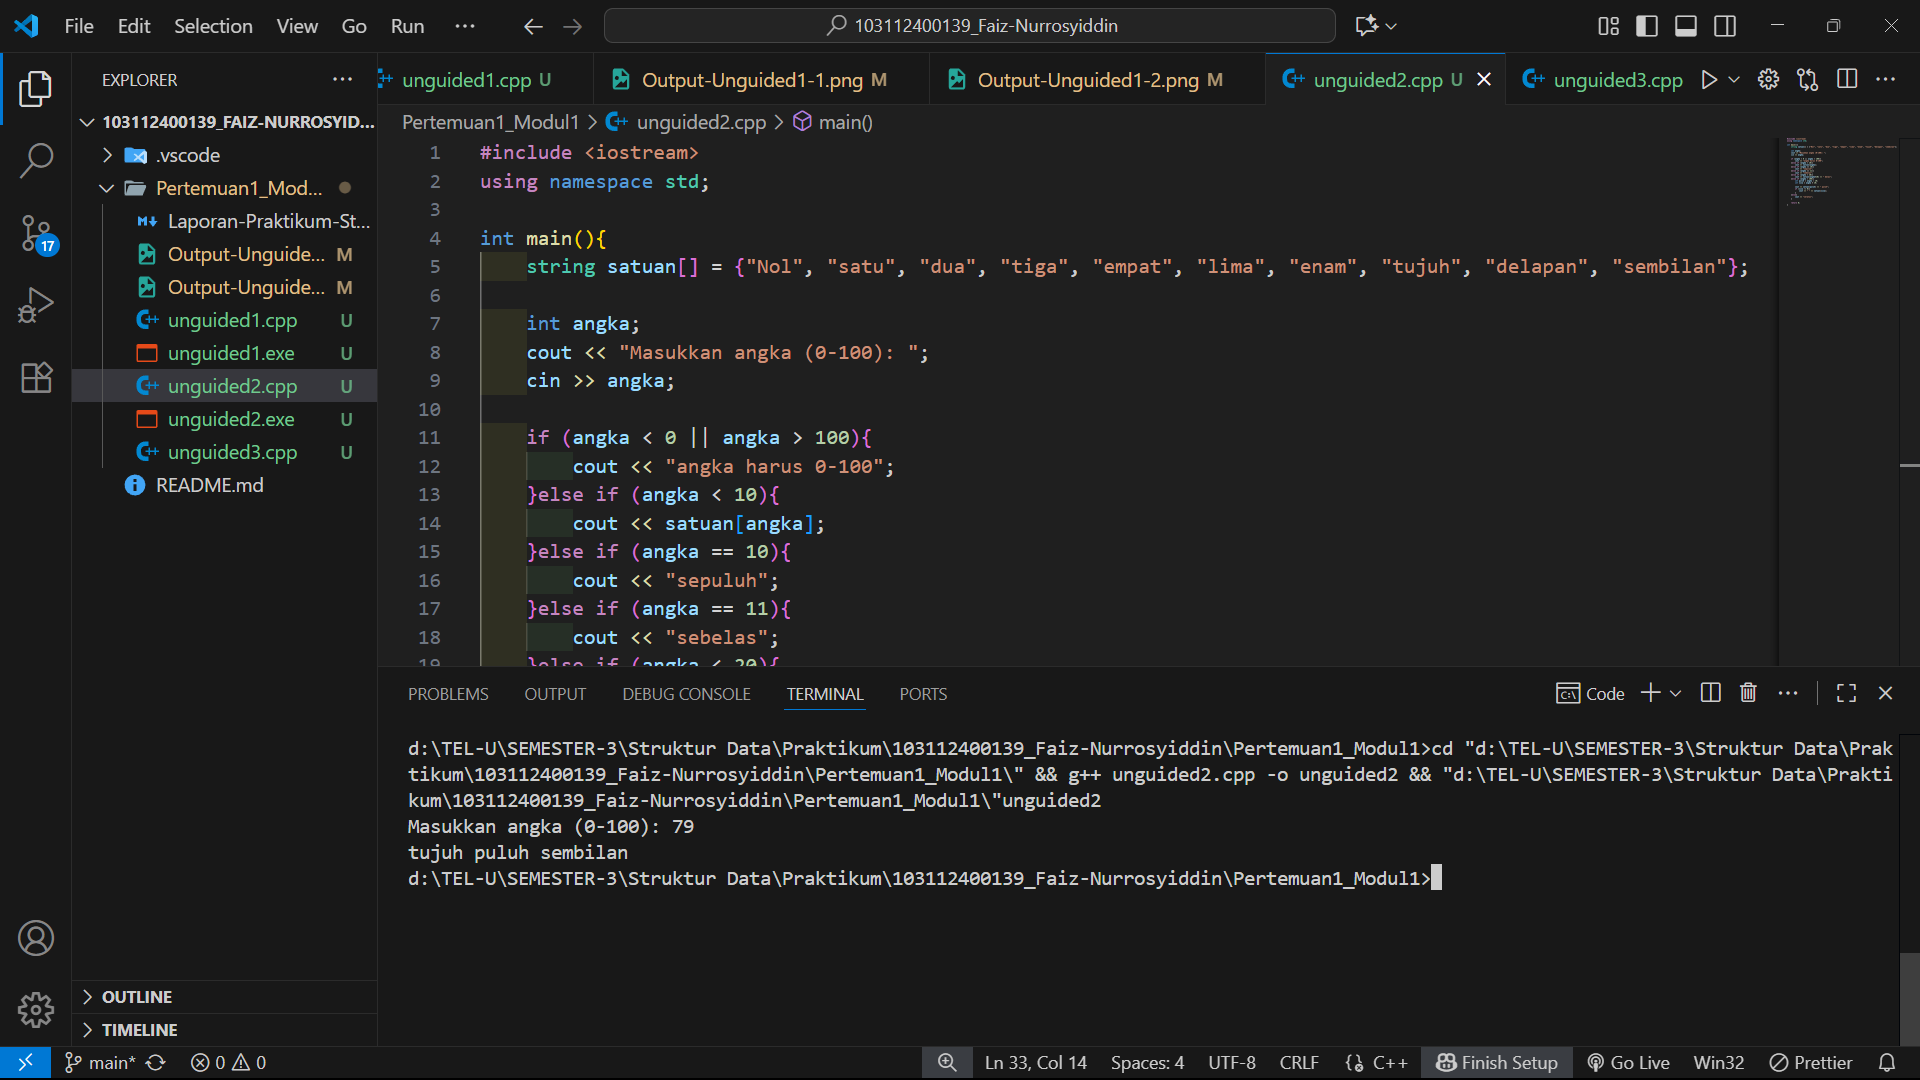 File Edit Selection View Go Run ···
103112400139_Faiz-Nurrosyiddin
EXPLORER ···
103112400139_FAIZ-NURROSYID...
.vscode
Pertemuan1_Mod...
Laporan-Praktikum-St...
Output-Unguide... M
Output-Unguide... M
unguided1.cpp U
unguided1.exe U
unguided2.cpp U
unguided2.exe U
unguided3.cpp U
README.md
OUTLINE
TIMELINE
17
unguided1.cpp U Output-Unguided1-1.png M Output-Unguided1-2.png M unguided2.cpp U unguided3.cpp
Pertemuan1_Modul1 > unguided2.cpp > main()
1 #include <iostream>
2 using namespace std;
3
4 int main(){
5 string satuan[] = {"Nol", "satu", "dua", "tiga", "empat", "lima", "enam", "tujuh", "delapan", "sembilan"};
6
7 int angka;
8 cout << "Masukkan angka (0-100): ";
9 cin >> angka;
10
11 if (angka < 0 || angka > 100){
12 cout << "angka harus 0-100";
13 }else if (angka < 10){
14 cout << satuan[angka];
15 }else if (angka == 10){
16 cout << "sepuluh";
17 }else if (angka == 11){
18 cout << "sebelas";
19 }else if (angka < 20){
PROBLEMS OUTPUT DEBUG CONSOLE TERMINAL PORTS
Code
d:\TEL-U\SEMESTER-3\Struktur Data\Praktikum\103112400139_Faiz-Nurrosyiddin\Pertemuan1_Modul1>cd "d:\TEL-U\SEMESTER-3\Struktur Data\Prak
tikum\103112400139_Faiz-Nurrosyiddin\Pertemuan1_Modul1\" && g++ unguided2.cpp -o unguided2 && "d:\TEL-U\SEMESTER-3\Struktur Data\Prakti
kum\103112400139_Faiz-Nurrosyiddin\Pertemuan1_Modul1\"unguided2
Masukkan angka (0-100): 79
tujuh puluh sembilan
d:\TEL-U\SEMESTER-3\Struktur Data\Praktikum\103112400139_Faiz-Nurrosyiddin\Pertemuan1_Modul1>
main* 0 0 Ln 33, Col 14 Spaces: 4 UTF-8 CRLF C++ Finish Setup Go Live Win32 Prettier